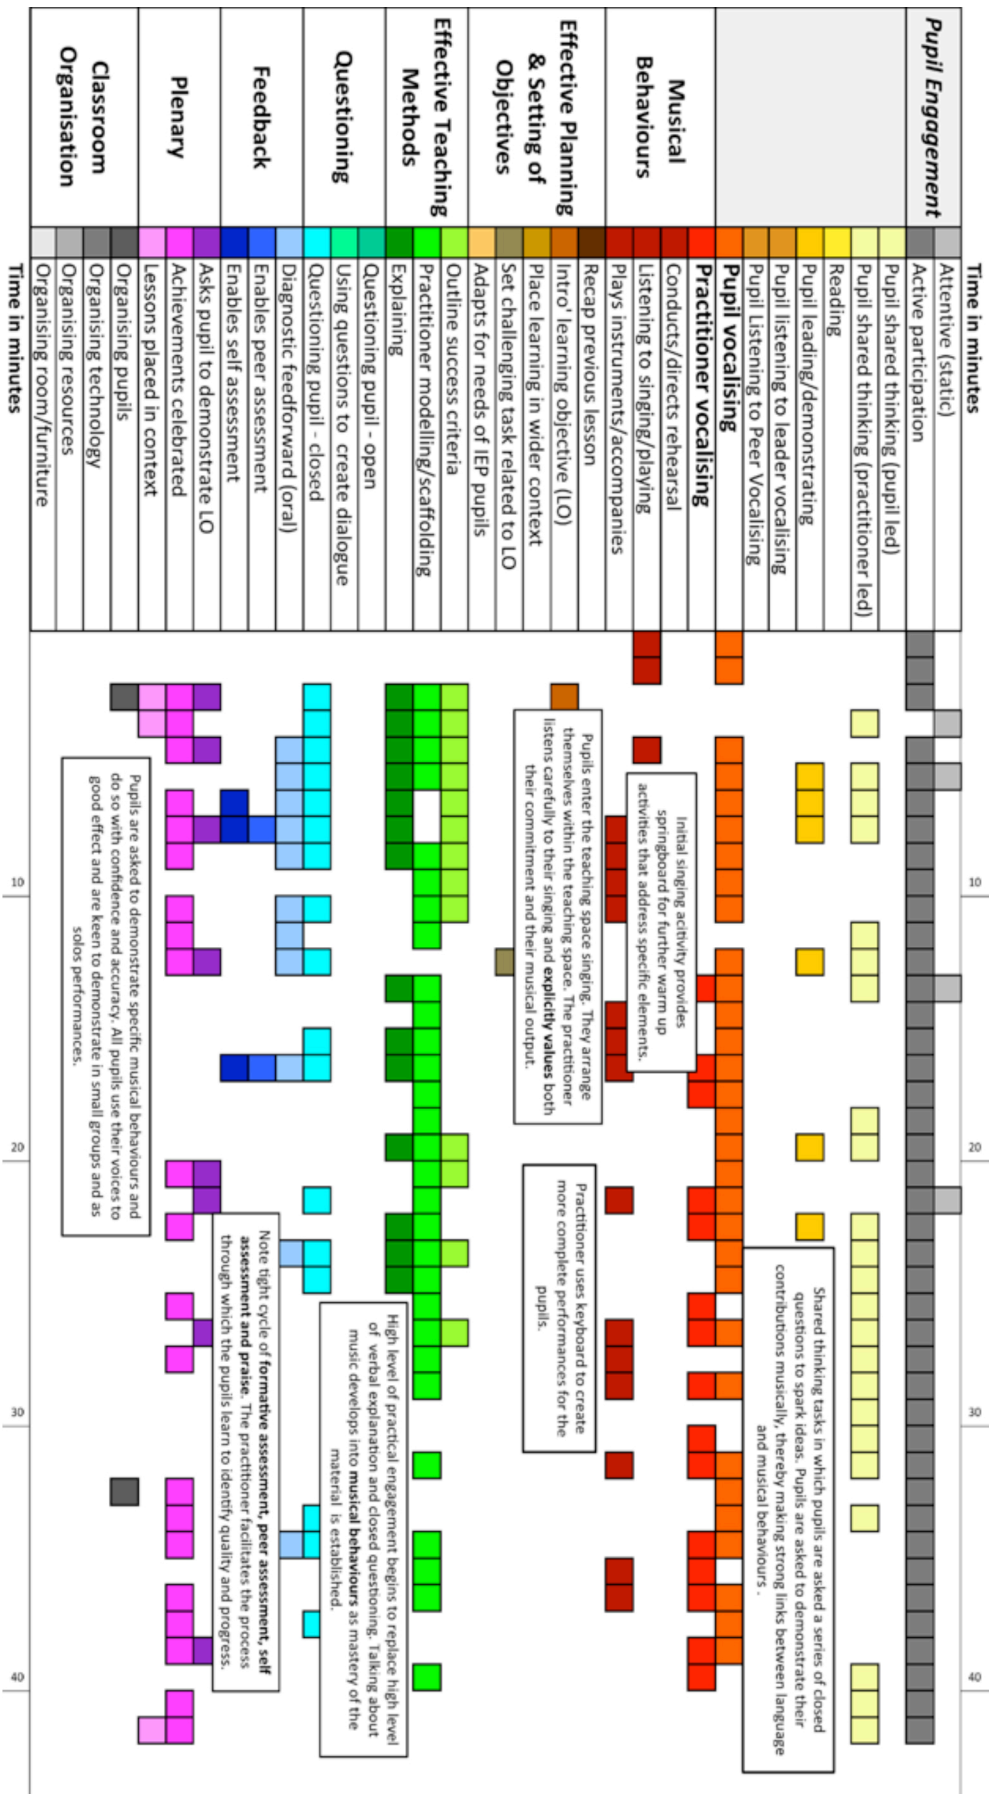 Time in minutes
10
20
30
40
Pupil Engagement
Attentive (static)
Active participation
Pupil shared thinking (pupil led)
Pupil shared thinking (practitioner led)
Reading
Pupil leading/demonstrating
Pupil listening to leader vocalising
Pupil Listening to Peer Vocalising
Pupil vocalising
Musical
Behaviours
Practitioner vocalising
Conducts/directs rehearsal
Listening to singing/playing
Plays instruments/accompanies
Effective Planning
& Setting of
Objectives
Recap previous lesson
Intro' learning objective (LO)
Place learning in wider context
Set challenging task related to LO
Adapts for needs of IEP pupils
Effective Teaching
Methods
Outline success criteria
Practitioner modelling/scaffolding
Explaining
Questioning
Questioning pupil - open
Using questions to create dialogue
Questioning pupil - closed
Feedback
Diagnostic feedforward (oral)
Enables peer assessment
Enables self assessment
Plenary
Asks pupil to demonstrate LO
Achievements celebrated
Lessons placed in context
Classroom
Organisation
Organising pupils
Organising technology
Organising resources
Organising room/furniture
Time in minutes
10
20
30
40
Shared thinking tasks in which pupils are asked a series of closed
questions to spark ideas. Pupils are asked to demonstrate their
contributions musically, thereby making strong links between language
and musical behaviours .
Initial singing acitivity provides
springboard for further warm up
activities that address specific elements.
Pupils enter the teaching space singing. They arrange
themselves within the teaching space. The practitioner
listens carefully to their singing and explicitly values both
their commitment and their musical output.
Practitioner uses keyboard to create
more complete performances for the
pupils.
High level of practical engagement begins to replace high level
of verbal explanation and closed questioning. Talking about
music develops into musical behaviours as mastery of the
material is established.
Note tight cycle of formative assessment, peer assessment, self
assessment and praise. The practitioner facilitates the process
through which the pupils learn to identify quality and progress.
Pupils are asked to demonstrate specific musical behaviours and
do so with confidence and accuracy. All pupils use their voices to
good effect and are keen to demonstrate in small groups and as
solos performances.